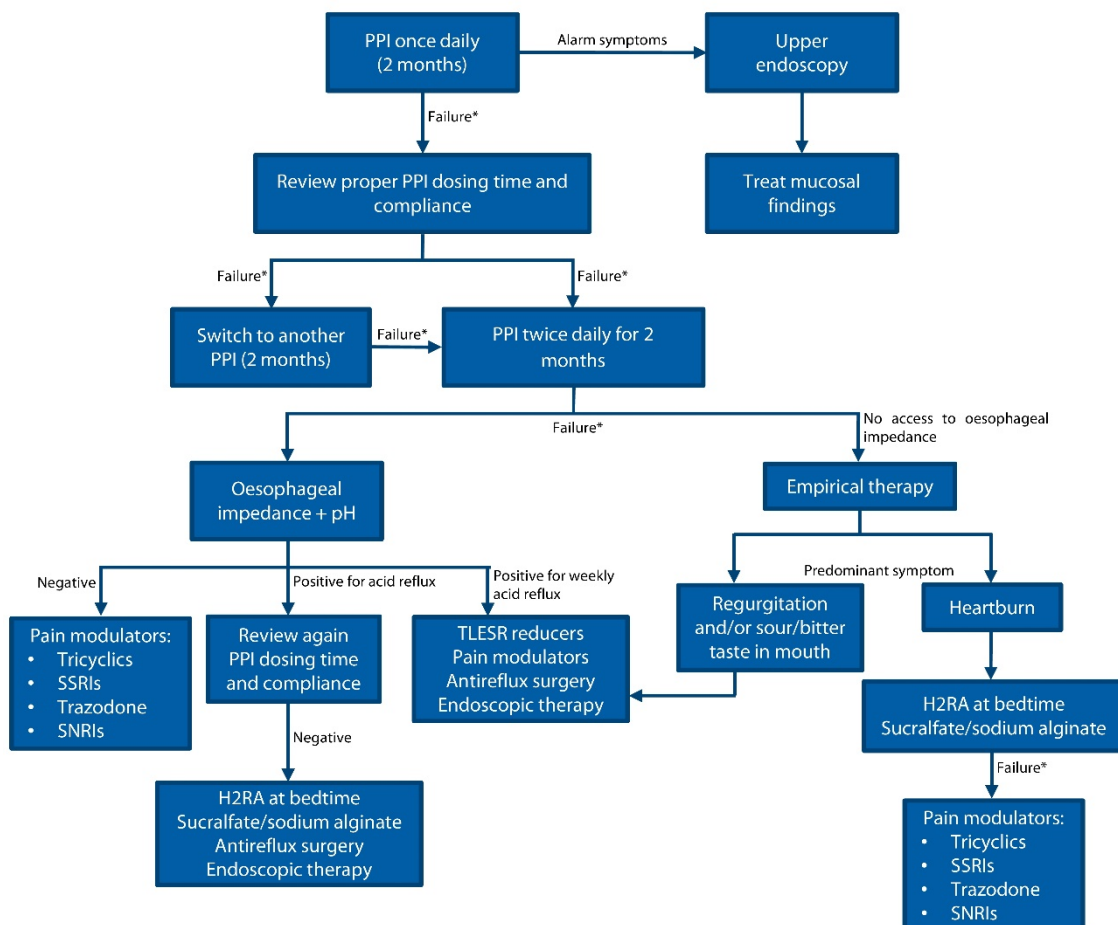 PPI once daily
(2 months)
Alarm symptoms
Upper
endoscopy
Failure*
Review proper PPI dosing time and
compliance
Treat mucosal
findings
Failure*
Failure*
Switch to another
PPI (2 months)
Failure*
PPI twice daily for 2
months
Failure*
No access to oesophageal
impedance
Oesophageal
impedance + pH
Empirical therapy
Negative
Positive for acid reflux
Positive for weekly
acid reflux
Predominant symptom
Pain modulators:
• Tricyclics
• SSRIs
• Trazodone
• SNRIs
Review again
PPI dosing time
and compliance
TLESR reducers
Pain modulators
Antireflux surgery
Endoscopic therapy
Regurgitation
and/or sour/bitter
taste in mouth
Heartburn
Negative
H2RA at bedtime
Sucralfate/sodium alginate
Antireflux surgery
Endoscopic therapy
H2RA at bedtime
Sucralfate/sodium alginate
Failure*
Pain modulators:
• Tricyclics
• SSRIs
• Trazodone
• SNRIs